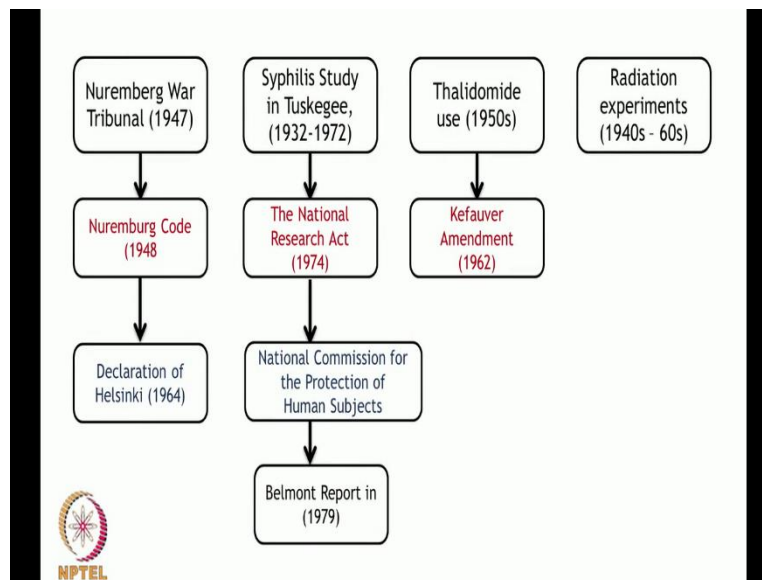 Nuremberg War
Tribunal (1947)
Syphilis Study
in Tuskegee,
(1932-1972)
Thalidomide
use (1950s)
Radiation
experiments
(1940s - 60s)
Nuremburg Code
(1948
The National
Research Act
(1974)
Kefauver
Amendment
(1962)
Declaration of
Helsinki (1964)
National Commission for
the Protection of
Human Subjects
Belmont Report in
(1979)
NPTEL